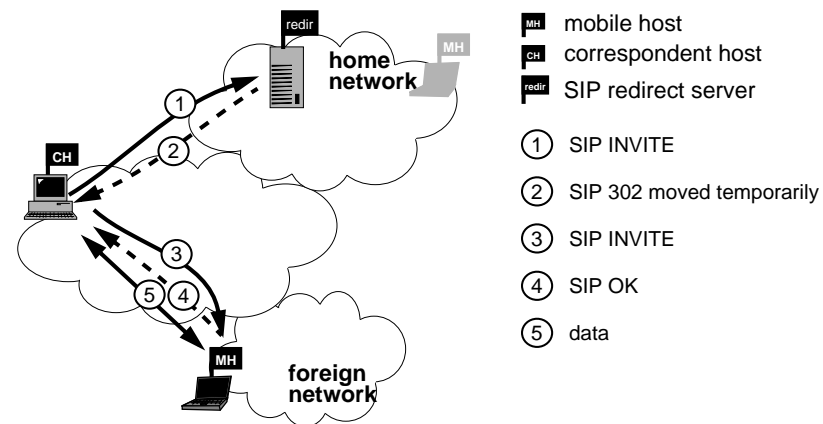 redir
home
network
MH
1
2
CH
3
5
4
MH
foreign
network
MH mobile host
CH correspondent host
redir SIP redirect server
1 SIP INVITE
2 SIP 302 moved temporarily
3 SIP INVITE
4 SIP OK
5 data